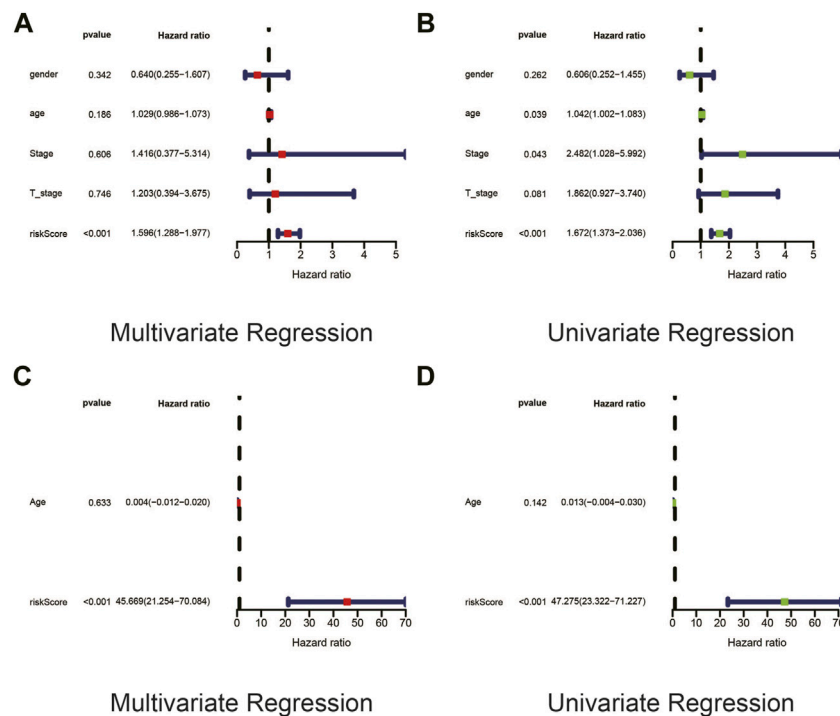 A
pvalue Hazard ratio
gender 0.342 0.640(0.255−1.607)
age 0.186 1.029(0.986−1.073)
Stage 0.606 1.416(0.377−5.314)
T_stage 0.746 1.203(0.394−3.675)
riskScore <0.001 1.596(1.288−1.977)
0 1 2 3 4 5
Hazard ratio
Multivariate Regression
B
pvalue Hazard ratio
gender 0.262 0.606(0.252−1.455)
age 0.039 1.042(1.002−1.083)
Stage 0.043 2.482(1.028−5.992)
T_stage 0.081 1.862(0.927−3.740)
riskScore <0.001 1.672(1.373−2.036)
0 1 2 3 4 5
Hazard ratio
Univariate Regression
C
pvalue Hazard ratio
Age 0.633 0.004(−0.012−0.020)
riskScore <0.001 45.669(21.254−70.084)
0 10 20 30 40 50 60 70
Hazard ratio
Multivariate Regression
D
pvalue Hazard ratio
Age 0.142 0.013(−0.004−0.030)
riskScore <0.001 47.275(23.322−71.227)
0 10 20 30 40 50 60 70
Hazard ratio
Univariate Regression